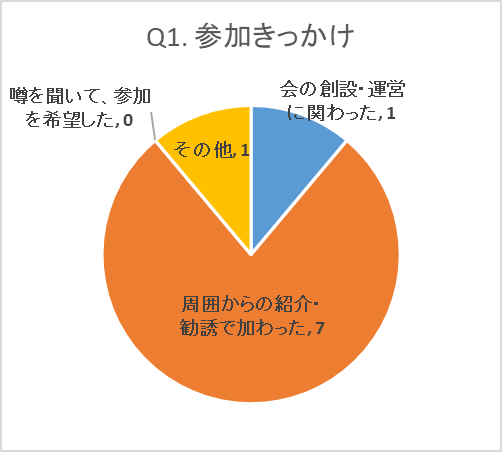 Q1. 参加きっかけ
会の創設・運営
に関わった, 1
周囲からの紹介・
勧誘で加わった, 7
噂を聞いて、参加
を希望した, 0
その他, 1